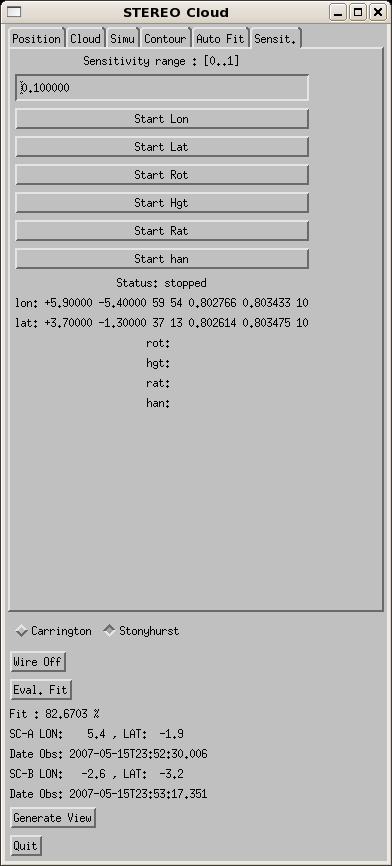 STEREO Cloud
Position Cloud Simu Contour Auto Fit Sensit.
Sensitivity range : [0..1]
0.100000
Start Lon
Start Lat
Start Rot
Start Hgt
Start Rat
Start han
Status: stopped
lon: +5.90000 -5.40000 59 54 0.802766 0.803433 10
lat: +3.70000 -1.30000 37 13 0.802614 0.803475 10
rot:
hgt:
rat:
han:
Carrington Stonyhurst
Wire Off
Eval. Fit
Fit : 82.6703 %
SC-A LON: 5.4 , LAT: -1.9
Date Obs: 2007-05-15T23:52:30.006
SC-B LON: -2.6 , LAT: -3.2
Date Obs: 2007-05-15T23:53:17.351
Generate View
Quit